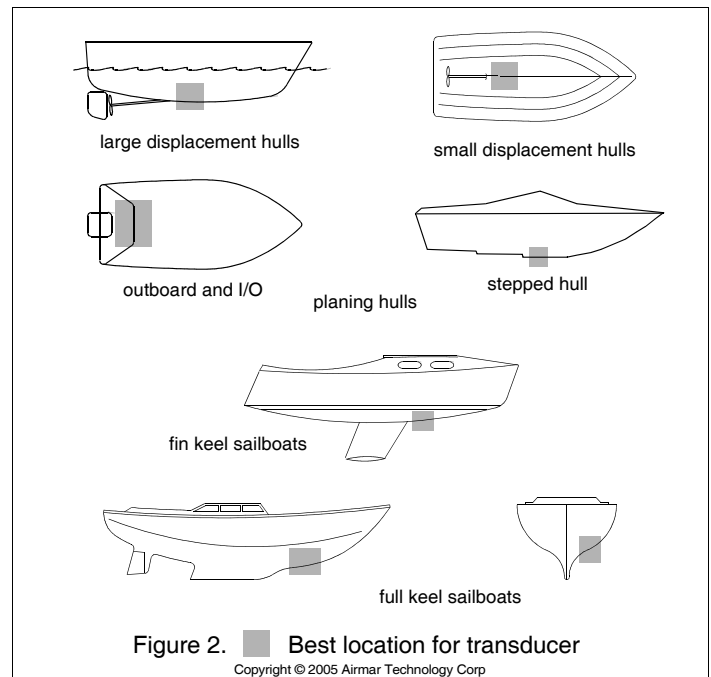 large displacement hulls
small displacement hulls
outboard and I/O
stepped hull
planing hulls
fin keel sailboats
full keel sailboats
Figure 2. Best location for transducer
Copyright © 2005 Airmar Technology Corp